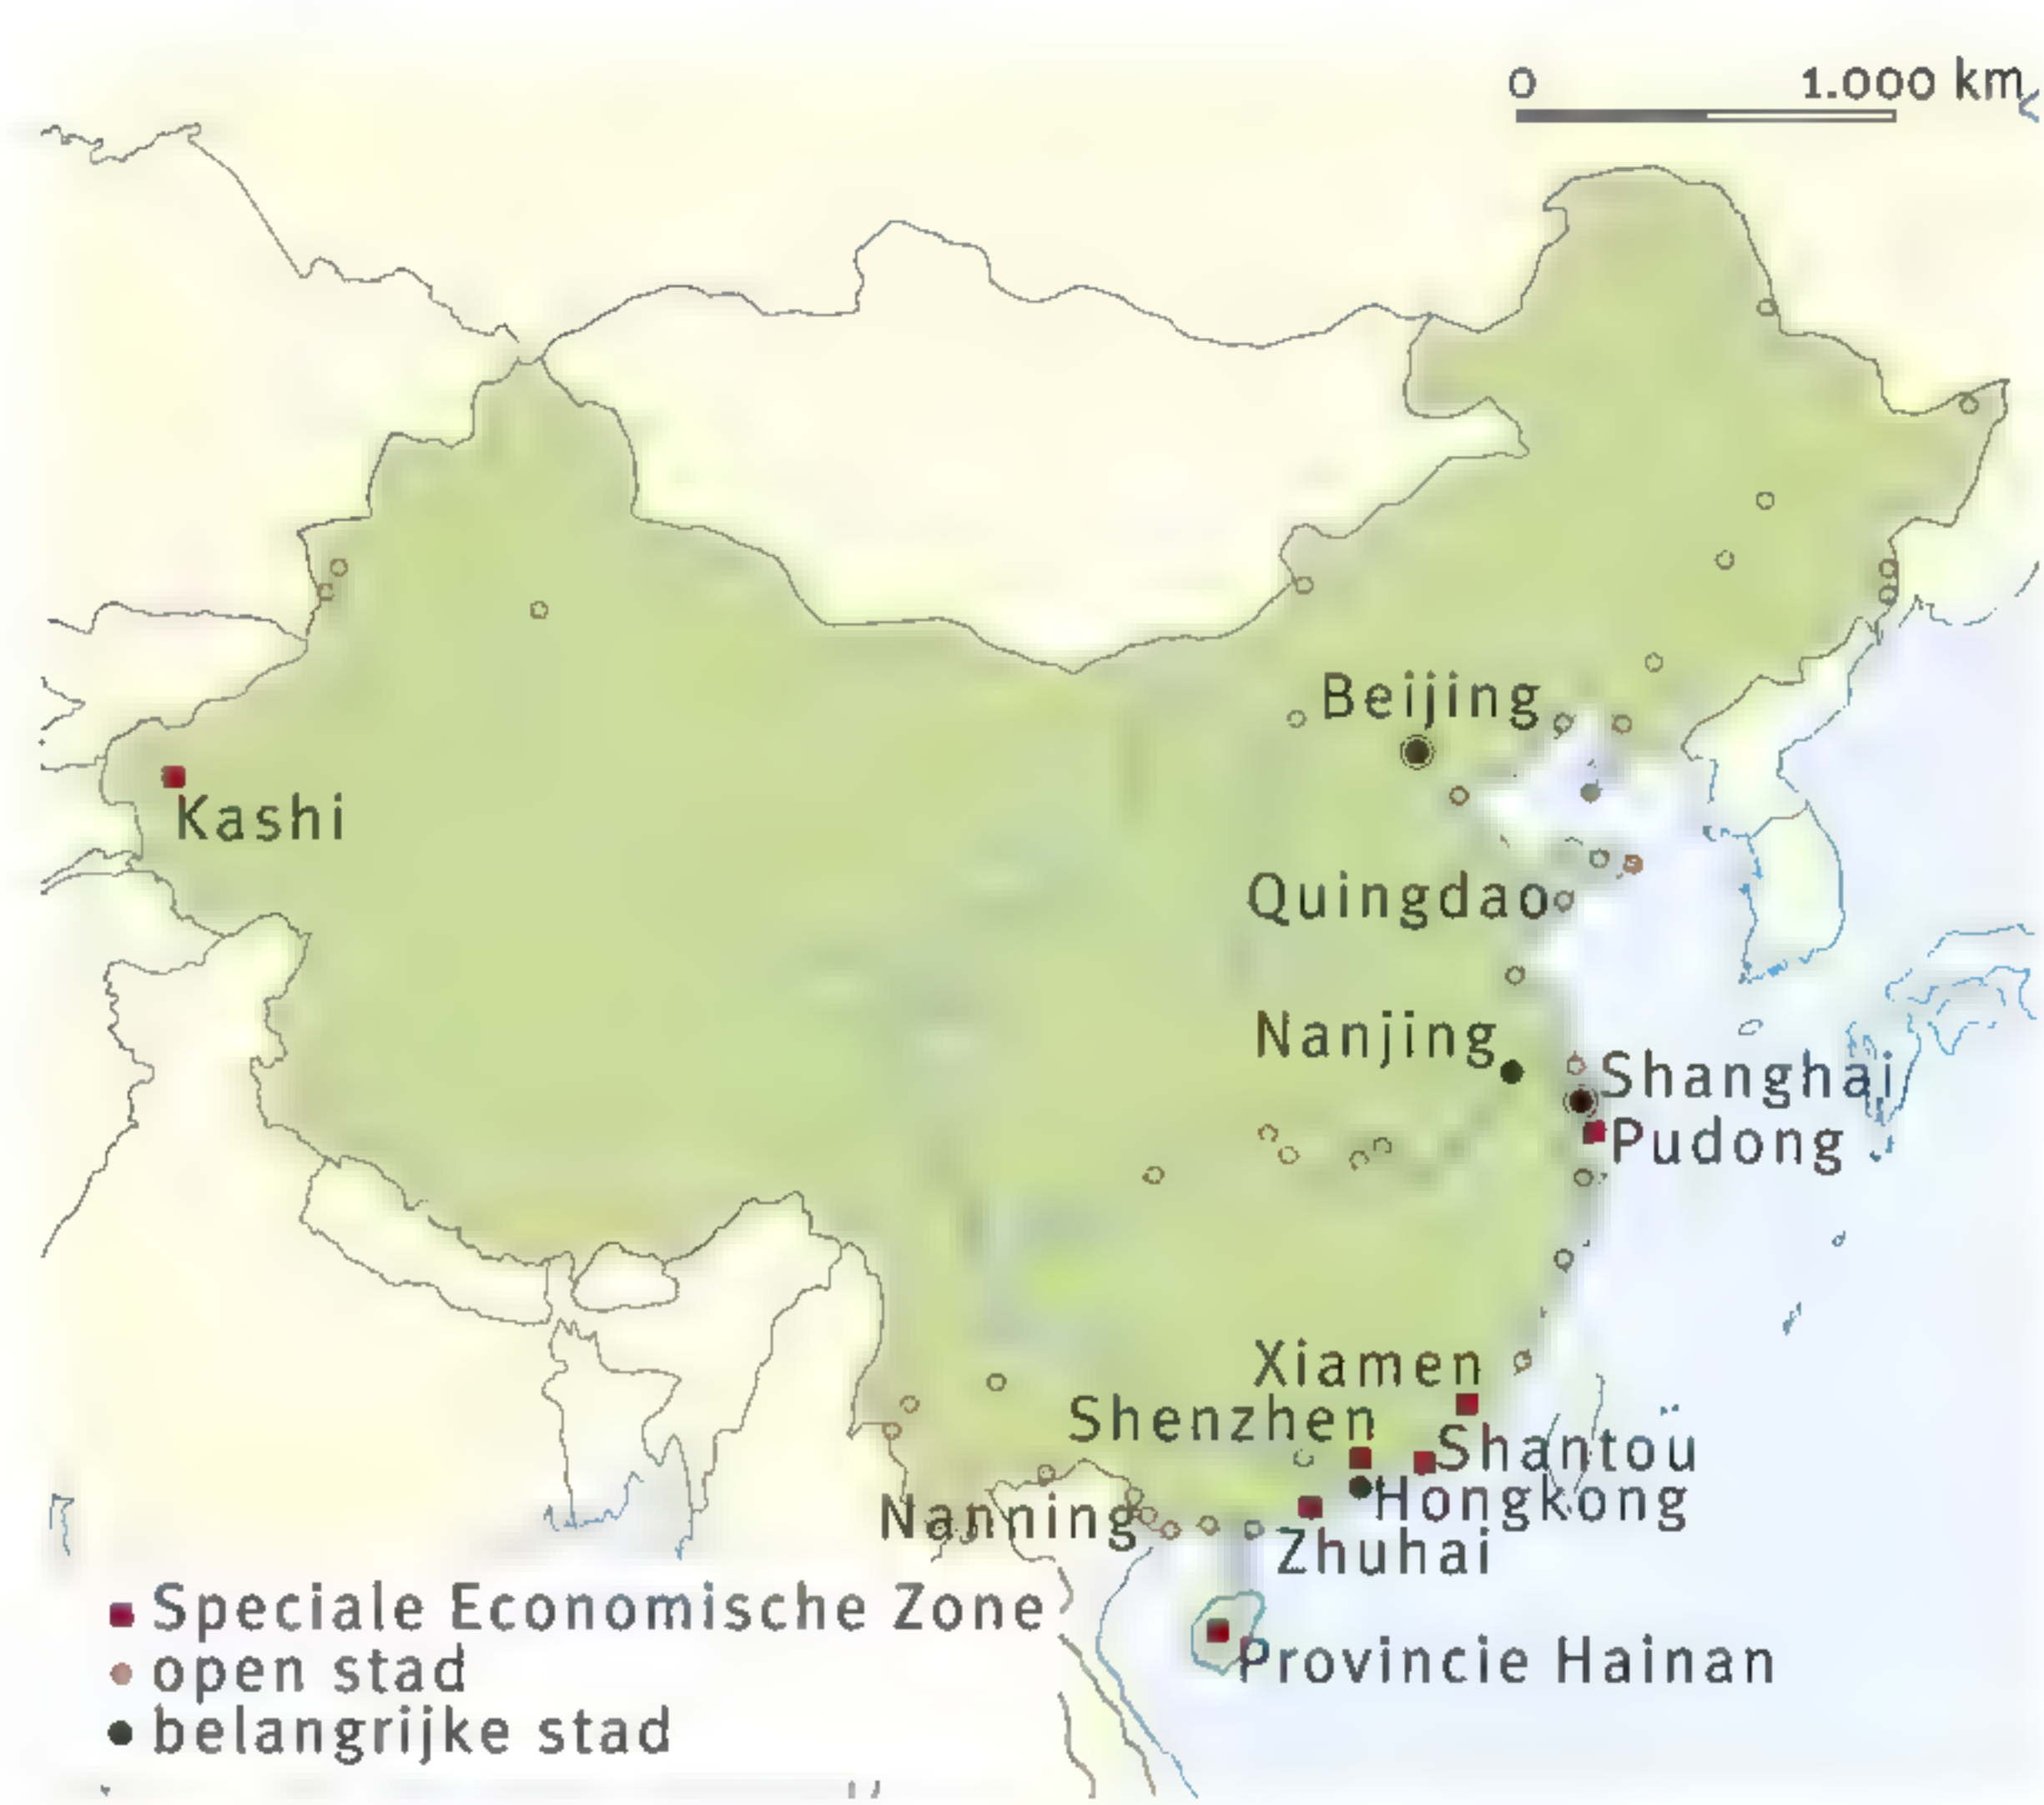 0 1.000 km
Beijing
Kashi
Quingdao
Nanjing
Shanghai
Pudong
Xiamen
Shenzhen
Shantou
Hongkong
Nanning
Zhuhai
Provincie Hainan
Speciale Economische Zone
open stad
belangrijke stad